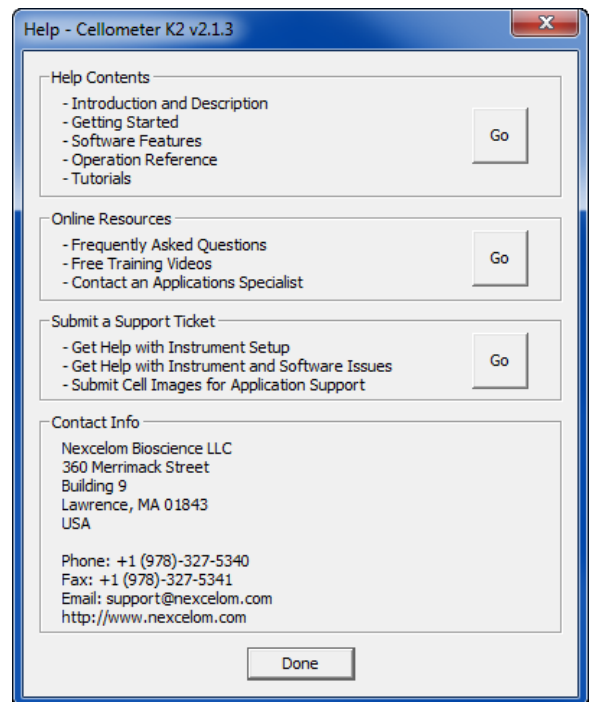 Help - Cellometer K2 v2.1.3
Help Contents
- Introduction and Description
- Getting Started
- Software Features
- Operation Reference
- Tutorials
Go
Online Resources
- Frequently Asked Questions
- Free Training Videos
- Contact an Applications Specialist
Go
Submit a Support Ticket
- Get Help with Instrument Setup
- Get Help with Instrument and Software Issues
- Submit Cell Images for Application Support
Go
Contact Info
Nexcelom Bioscience LLC
360 Merrimack Street
Building 9
Lawrence, MA 01843
USA
Phone: +1 (978)-327-5340
Fax: +1 (978)-327-5341
Email: support@nexcelom.com
http://www.nexcelom.com
Done